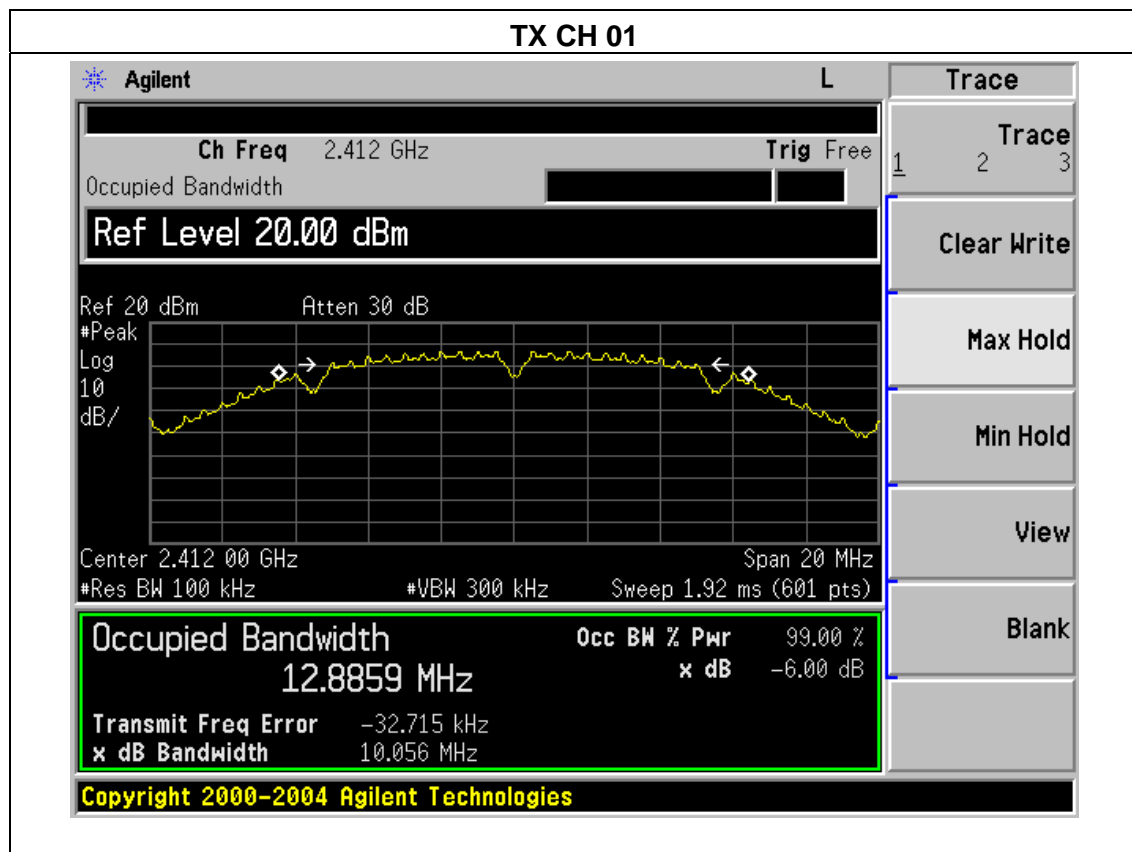 TX CH 01
Agilent L
Ch Freq 2.412 GHz Trig Free
Occupied Bandwidth
Ref Level 20.00 dBm
Ref 20 dBm Atten 30 dB
#Peak
Log
10
dB/
Center 2.412 00 GHz Span 20 MHz
#Res BW 100 kHz #VBW 300 kHz Sweep 1.92 ms (601 pts)
Occupied Bandwidth Occ BW % Pwr 99.00 %
12.8859 MHz x dB -6.00 dB
Transmit Freq Error -32.715 kHz
x dB Bandwidth 10.056 MHz
Copyright 2000-2004 Agilent Technologies
Trace
Trace
1 2 3
Clear Write
Max Hold
Min Hold
View
Blank